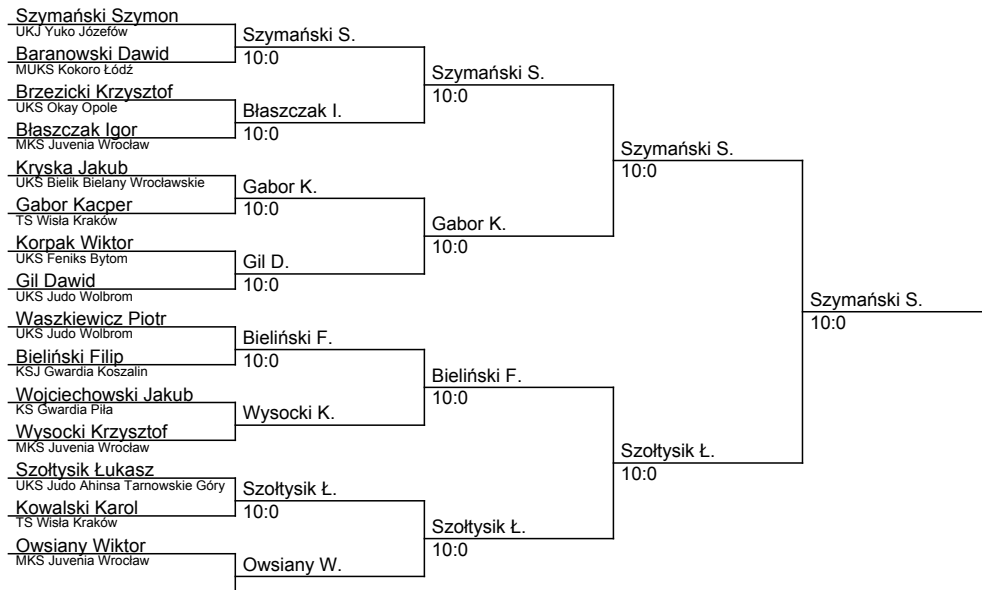 Szymański Szymon
UKJ Yuko Józefów
Baranowski Dawid
MUKS Kokoro Łódź
Brzezicki Krzysztof
UKS Okay Opole
Błaszczak Igor
MKS Juvenia Wrocław
Kryska Jakub
UKS Bielik Bielany Wrocławskie
Gabor Kacper
TS Wisła Kraków
Korpak Wiktor
UKS Feniks Bytom
Gil Dawid
UKS Judo Wolbrom
Waszkiewicz Piotr
UKS Judo Wolbrom
Bieliński Filip
KSJ Gwardia Koszalin
Wojciechowski Jakub
KS Gwardia Piła
Wysocki Krzysztof
MKS Juvenia Wrocław
Szołtysik Łukasz
UKS Judo Ahinsa Tarnowskie Góry
Kowalski Karol
TS Wisła Kraków
Owsiany Wiktor
MKS Juvenia Wrocław
Szymański S.
10:0
Błaszczak I.
10:0
Gabor K.
10:0
Gil D.
10:0
Bieliński F.
10:0
Wysocki K.
Szołtysik Ł.
10:0
Owsiany W.
Szymański S.
10:0
Gabor K.
10:0
Bieliński F.
10:0
Szołtysik Ł.
10:0
Szymański S.
10:0
Szołtysik Ł.
10:0
Szymański S.
10:0